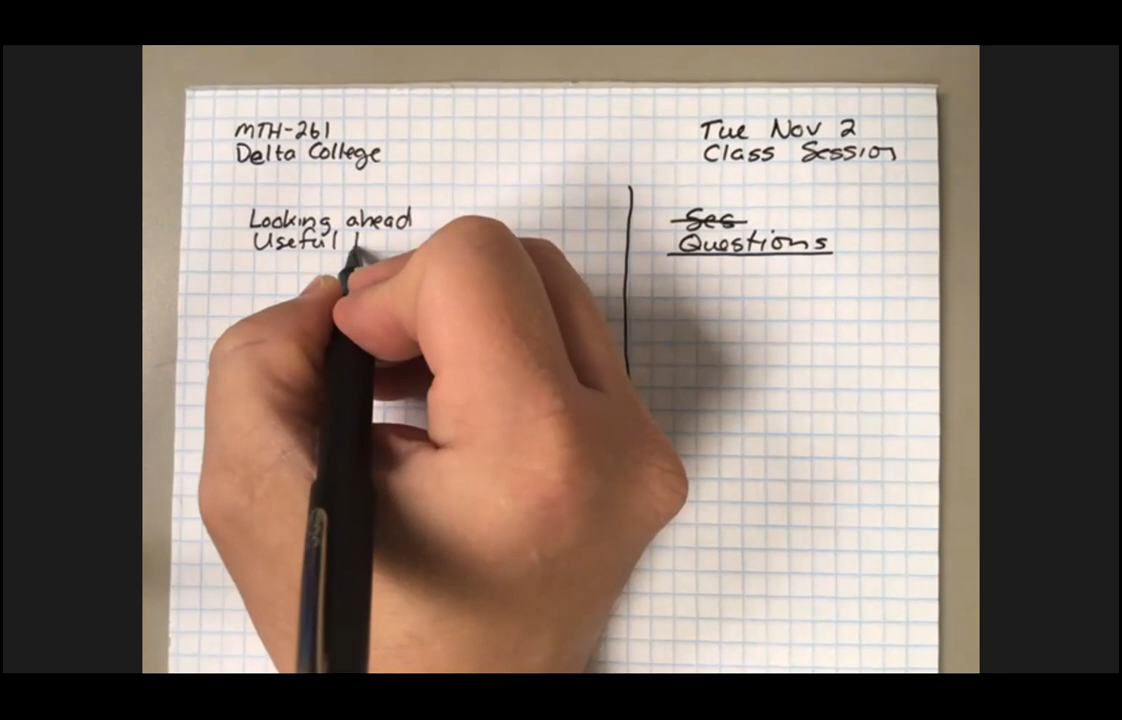 MTH-261
Delta College
Tue Nov 2
Class Session
Looking ahead
Useful
Ses
Questions